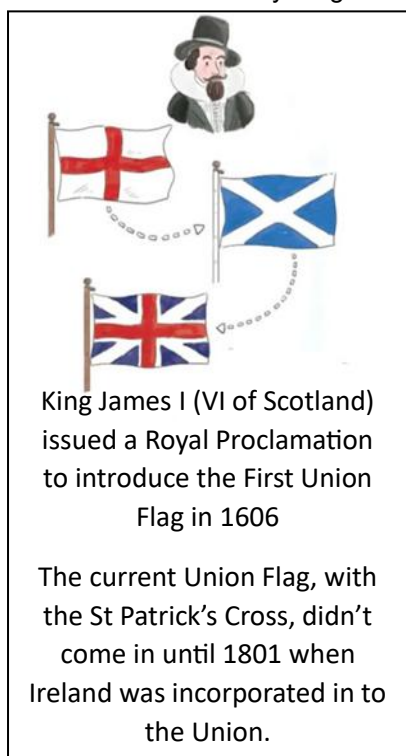 King James I (VI of Scotland)
issued a Royal Proclamation
to introduce the First Union
Flag in 1606
The current Union Flag, with
the St Patrick's Cross, didn't
come in until 1801 when
Ireland was incorporated in to
the Union.